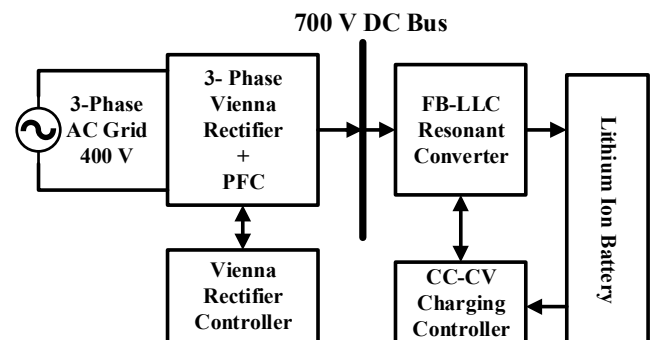 700 V DC Bus
3-Phase
AC Grid
400 V
3- Phase
Vienna
Rectifier
+
PFC
FB-LLC
Resonant
Converter
Lithium Ion Battery
Vienna
Rectifier
Controller
CC-CV
Charging
Controller